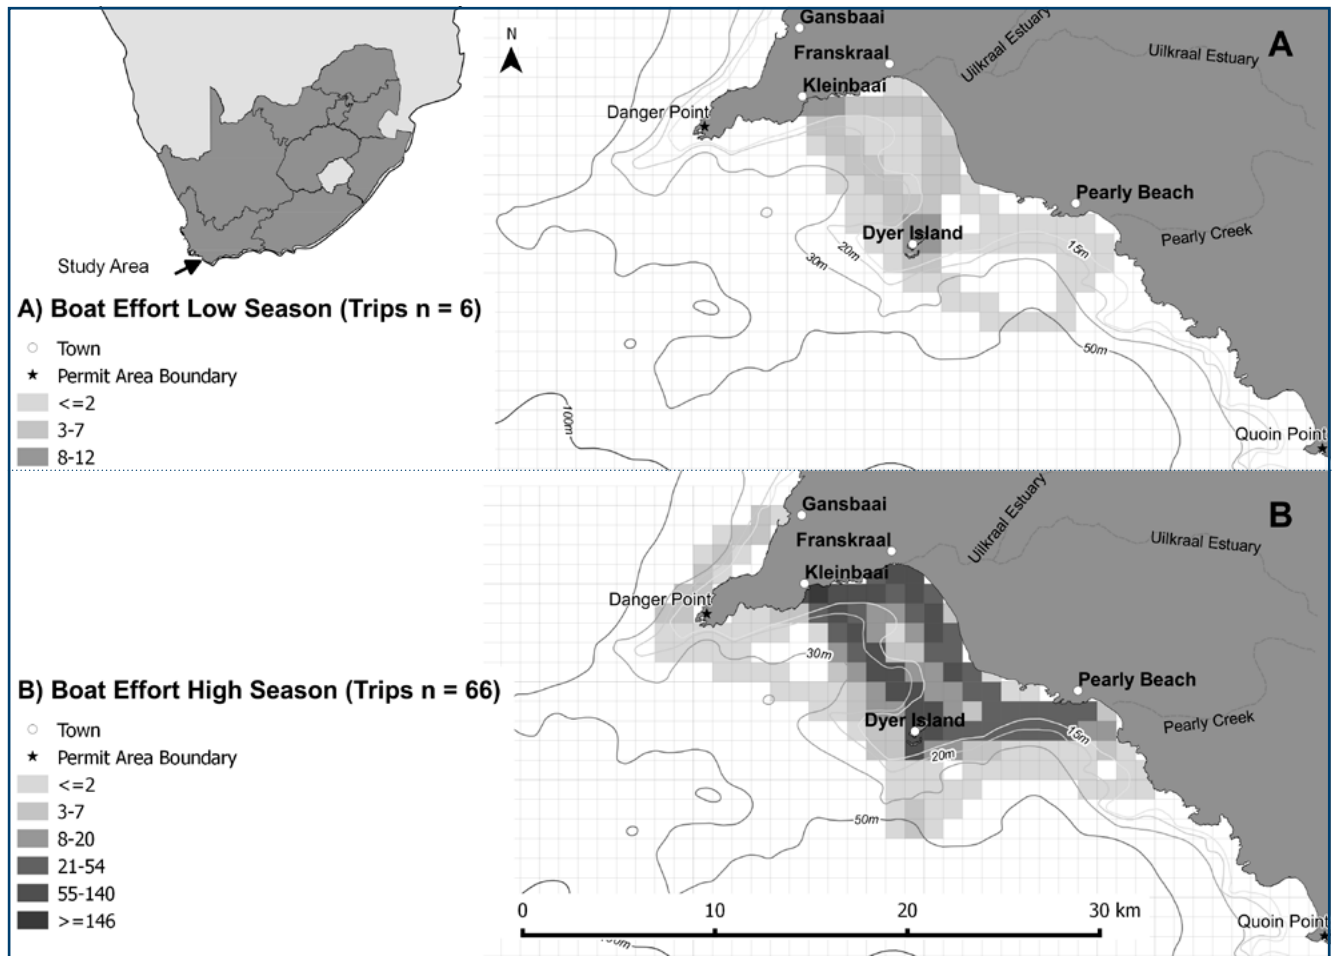 Gansbaai
Franskraal
Kleinbaai
Danger Point
Uilkraal Estuary
Uilkraal Estuary
A
N
Pearly Beach
Pearly Creek
Dyer Island
20m
30m
15m
50m
100m
Quoin Point
Study Area
A) Boat Effort Low Season (Trips n = 6)
Town
★ Permit Area Boundary
<=2
3-7
8-12
Gansbaai
Franskraal
Kleinbaai
Danger Point
Uilkraal Estuary
Uilkraal Estuary
B
30m
Pearly Beach
Pearly Creek
Dyer Island
20m
15m
50m
Quoin Point
B) Boat Effort High Season (Trips n = 66)
Town
★ Permit Area Boundary
<=2
3-7
8-20
21-54
55-140
>=146
0 10 20 30 km